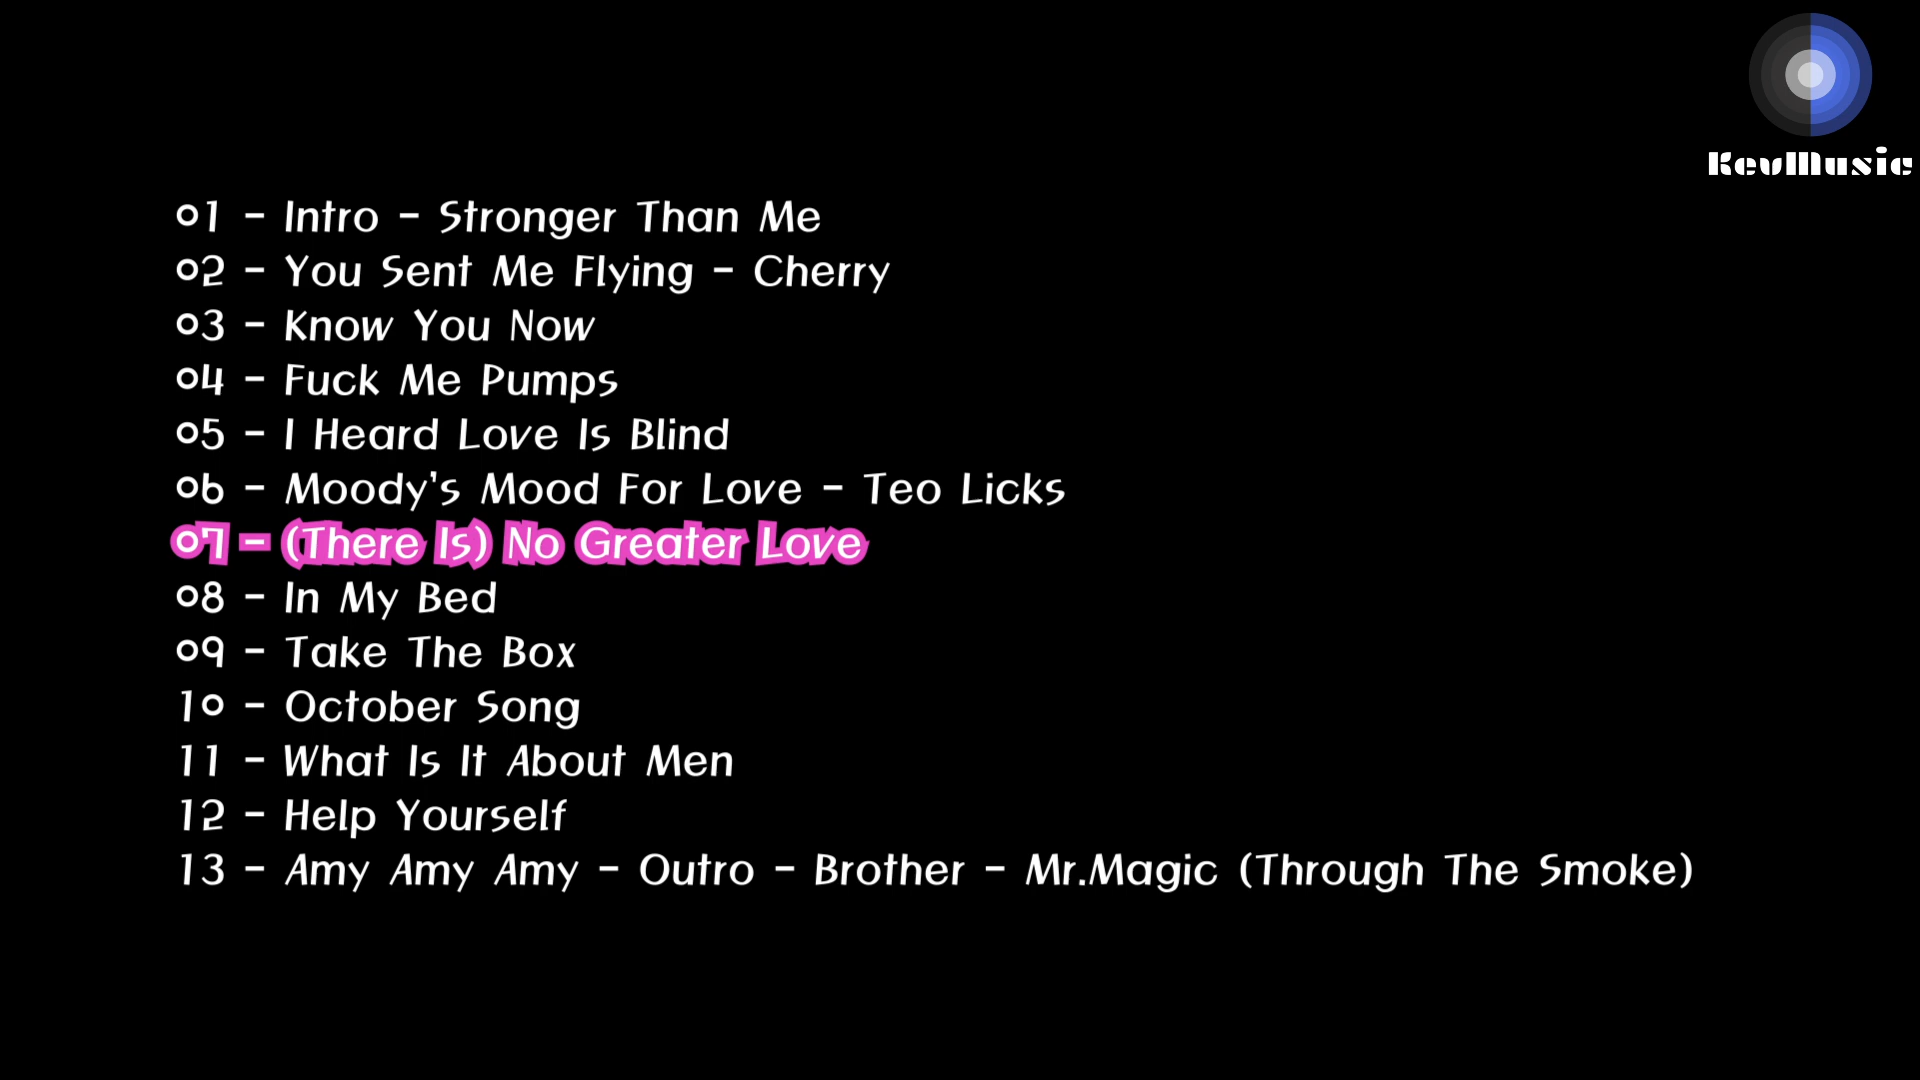 KevMusic
01 - Intro - Stronger Than Me
02 - You Sent Me Flying - Cherry
03 - Know You Now
04 - Fuck Me Pumps
05 - I Heard Love Is Blind
06 - Moody's Mood For Love - Teo Licks
07 - (There Is) No Greater Love
08 - In My Bed
09 - Take The Box
10 - October Song
11 - What Is It About Men
12 - Help Yourself
13 - Amy Amy Amy - Outro - Brother - Mr.Magic (Through The Smoke)